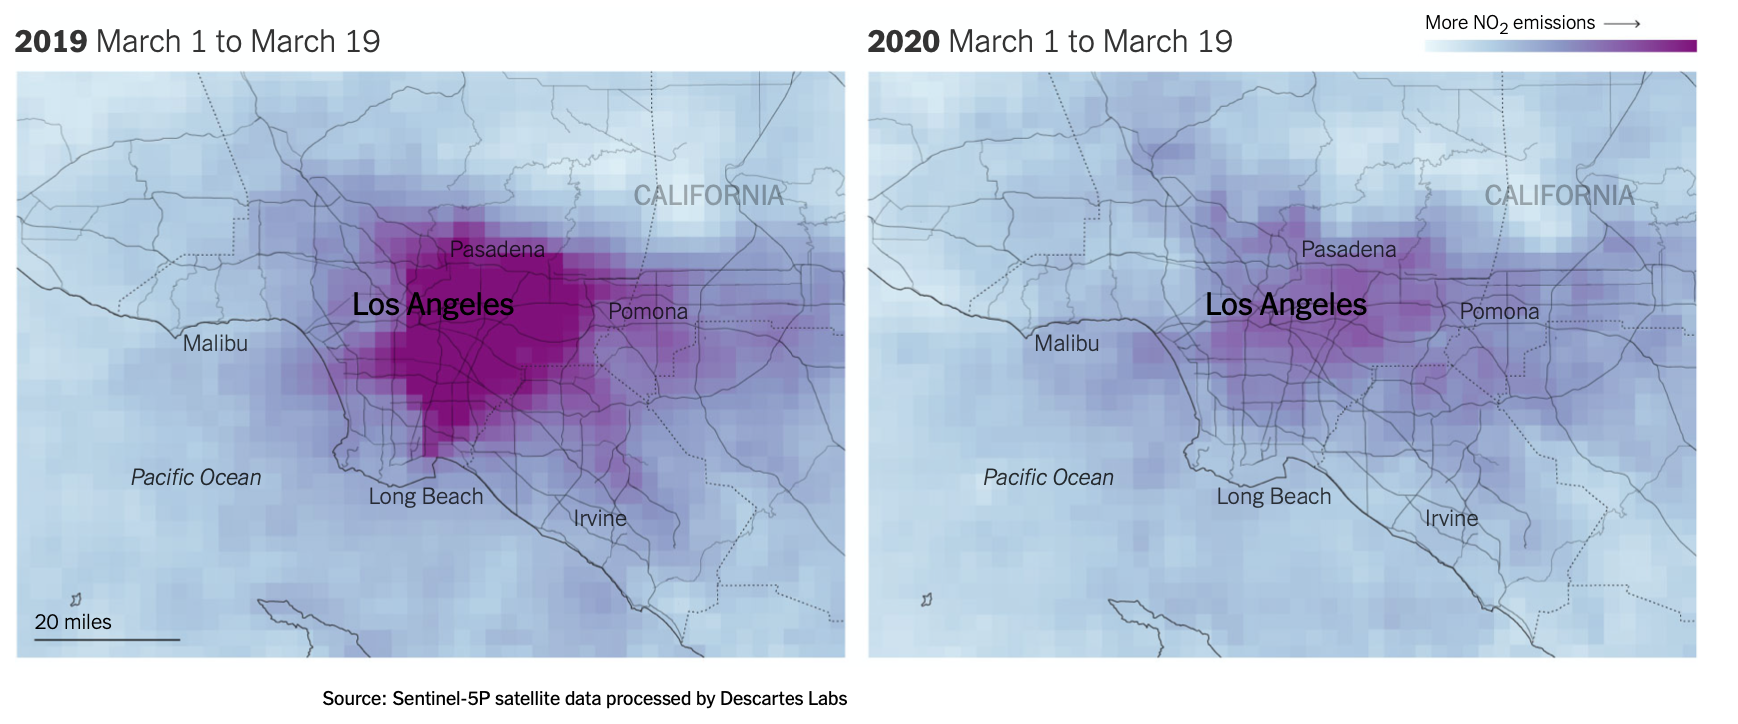 More NO2 emissions
2019 March 1 to March 19
2020 March 1 to March 19
CALIFORNIA
Pasadena
Los Angeles
Pomona
Malibu
Pacific Ocean
Long Beach
Irvine
20 miles
CALIFORNIA
Pasadena
Los Angeles
Pomona
Malibu
Pacific Ocean
Long Beach
Irvine
Source: Sentinel-5P satellite data processed by Descartes Labs